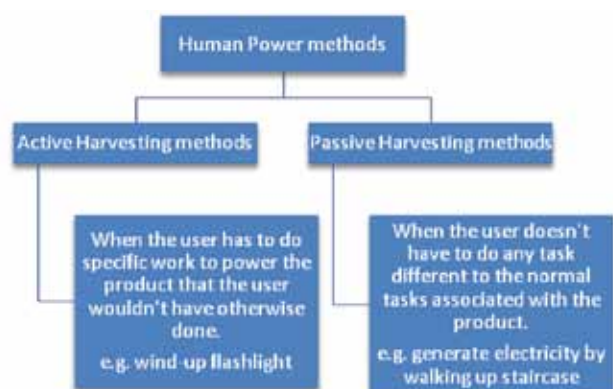 Human Power methods
Active Harvesting methods
Passive Harvesting methods
When the user has to do
specific work to power the
product that the user
wouldn't have otherwise
done.
e.g. wind-up flashlight
When the user doesn't
have to do any task
different to the normal
tasks associated with the
product.
e.g. generate electricity by
walking up staircase